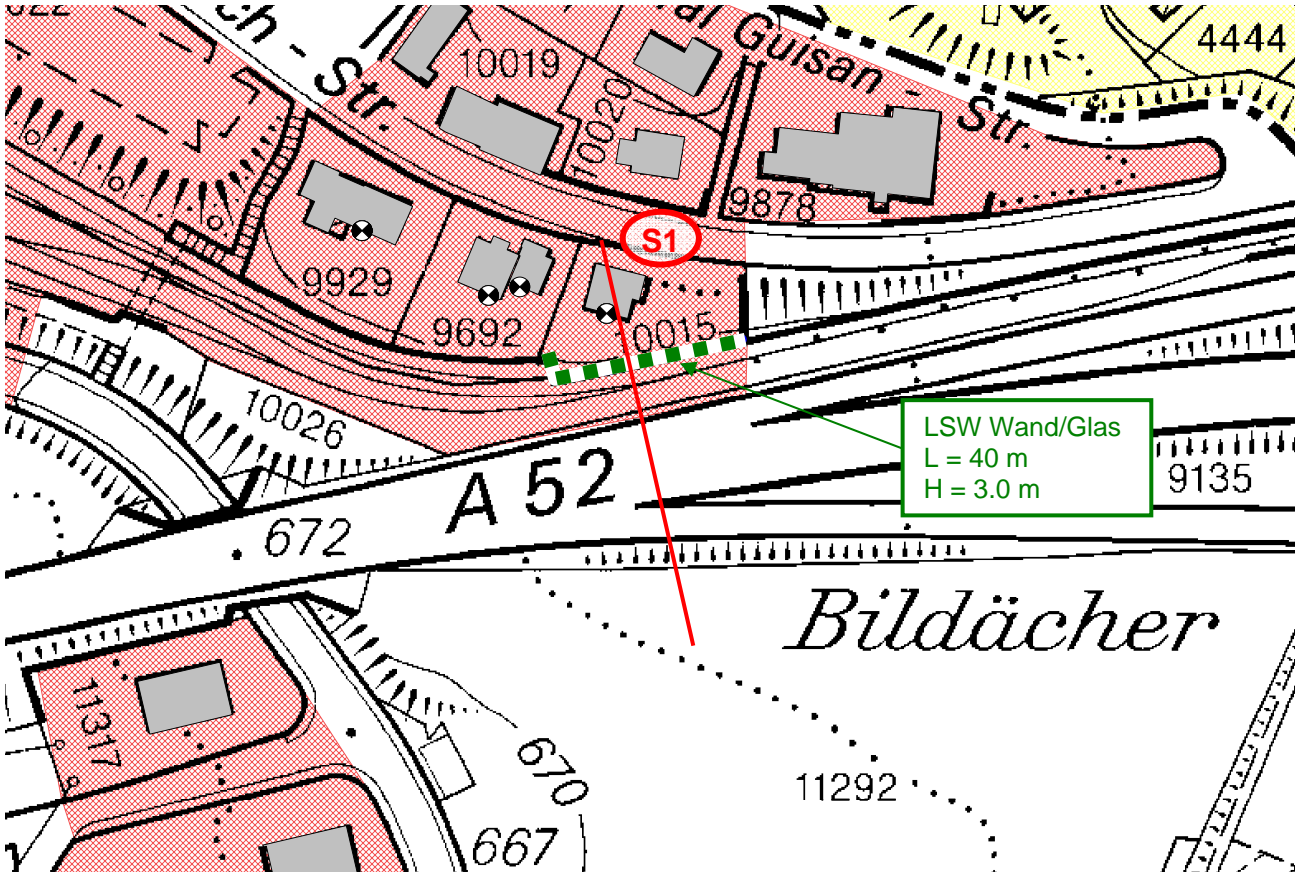 ch - Str.
10019
10020
ral Guisan - Str.
4444
9878
S1
9929
9692
10015
10026
A 52
672
LSW Wand/Glas
L = 40 m
H = 3.0 m
9135
Bildächer
11317
670
11292
667